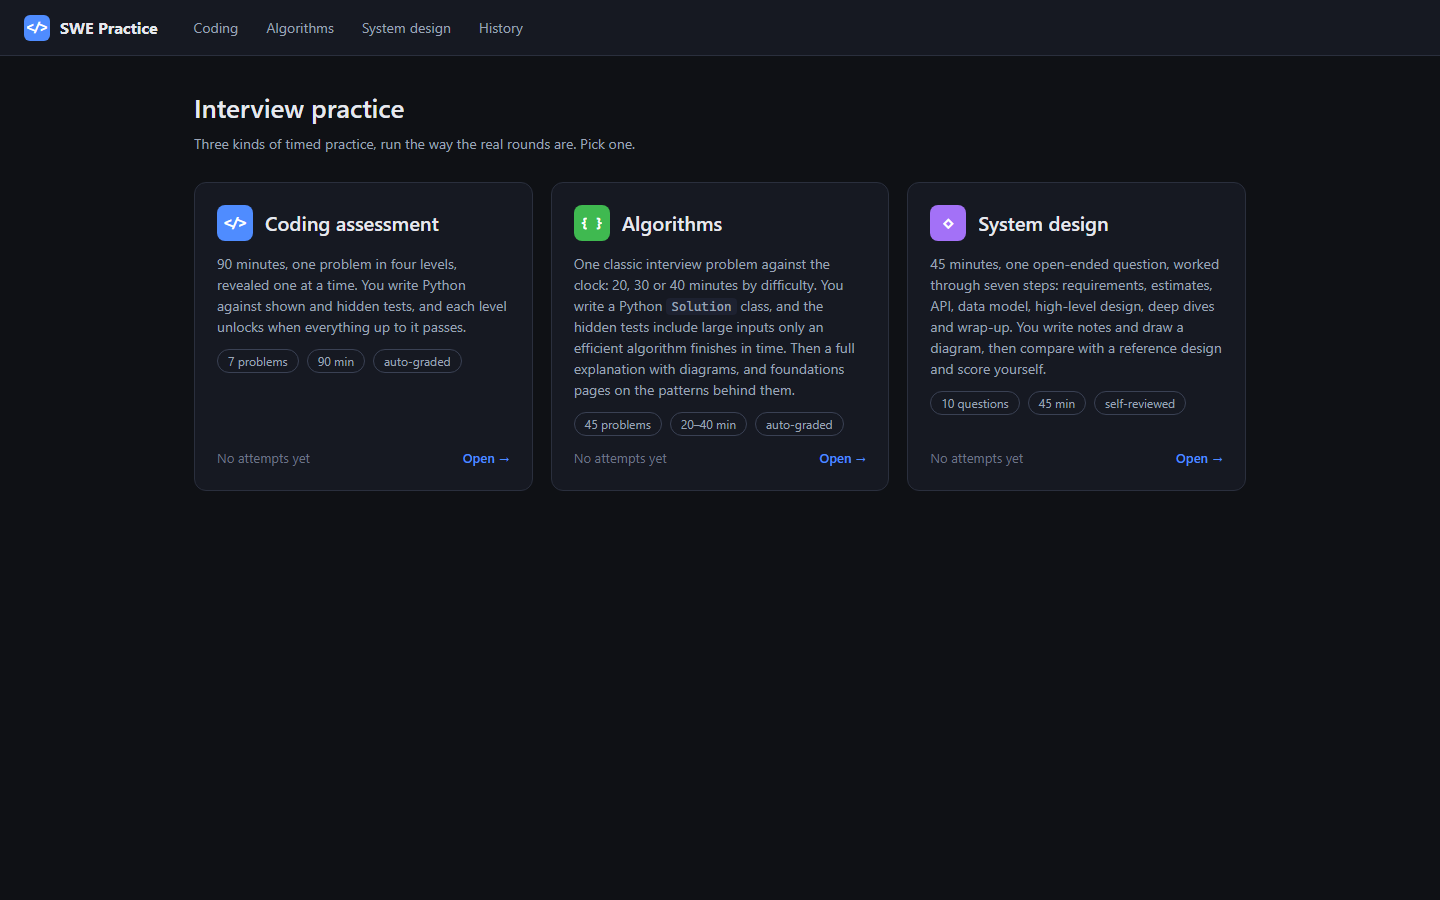 </> SWE Practice Coding Algorithms System design History
Interview practice
Three kinds of timed practice, run the way the real rounds are. Pick one.
</> Coding assessment
90 minutes, one problem in four levels,
revealed one at a time. You write Python
against shown and hidden tests, and each level
unlocks when everything up to it passes.
7 problems 90 min auto-graded
No attempts yet Open →
{ } Algorithms
One classic interview problem against the
clock: 20, 30 or 40 minutes by difficulty. You
write a Python Solution class, and the
hidden tests include large inputs only an
efficient algorithm finishes in time. Then a full
explanation with diagrams, and foundations
pages on the patterns behind them.
45 problems 20–40 min auto-graded
No attempts yet Open →
System design
45 minutes, one open-ended question, worked
through seven steps: requirements, estimates,
API, data model, high-level design, deep dives
and wrap-up. You write notes and draw a
diagram, then compare with a reference design
and score yourself.
10 questions 45 min self-reviewed
No attempts yet Open →